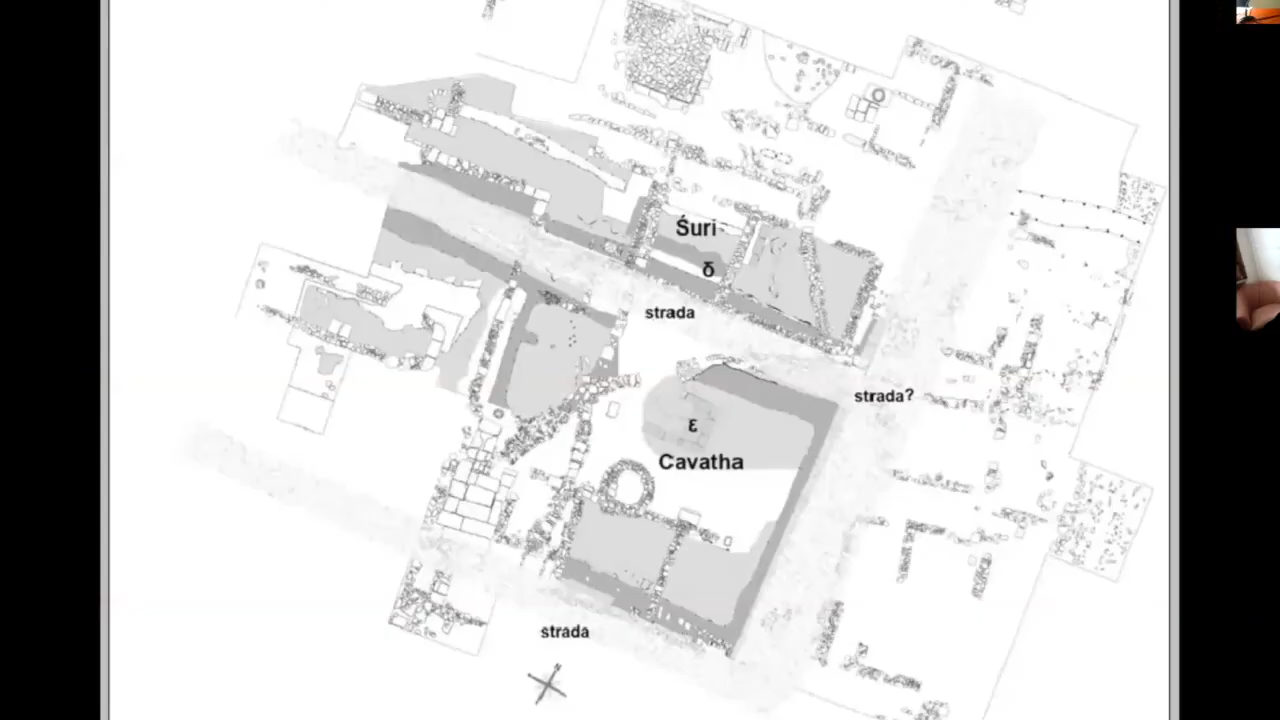 Śuri
δ
strada
strada?
ε
Cavatha
strada
N